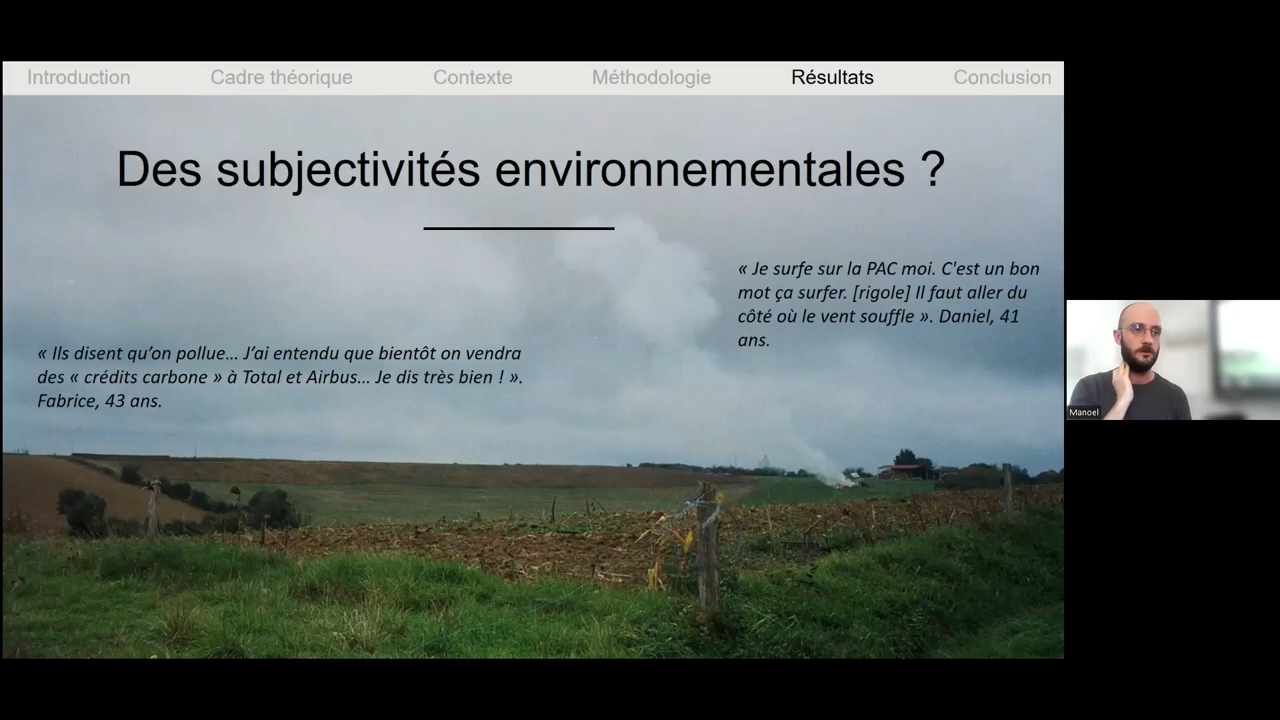 Introduction Cadre théorique Contexte Méthodologie Résultats Conclusion
Des subjectivités environnementales ?
« Je surfe sur la PAC moi. C'est un bon
mot ça surfer. [rigole] Il faut aller du
côté où le vent souffle ». Daniel, 41
ans.
« Ils disent qu’on pollue… J’ai entendu que bientôt on vendra
des « crédits carbone » à Total et Airbus… Je dis très bien ! ».
Fabrice, 43 ans.
Manoel